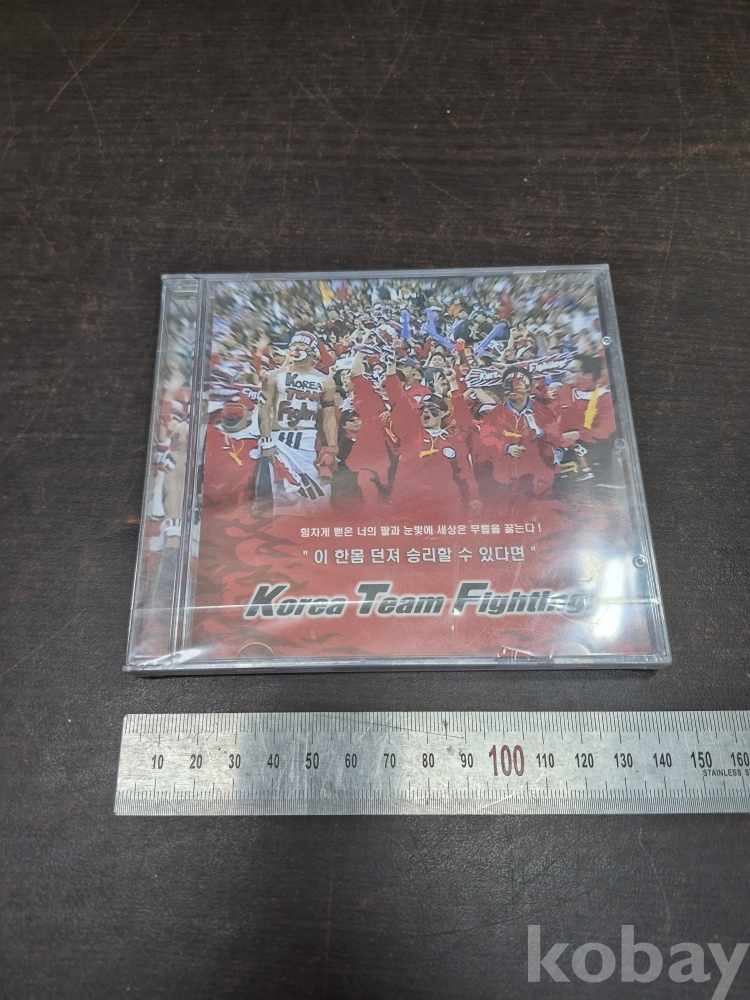 KOREA
TEAM
Fight
힘차게 뻗은 너의 팔과 눈빛에 세상은 무릎을 꿇는다!
" 이 한몸 던져 승리할 수 있다면 "
Korea Team Fighting
10 20 30 40 50 60 70 80 90 100 110 120 130 140 150 160
STAINLESS
kobay